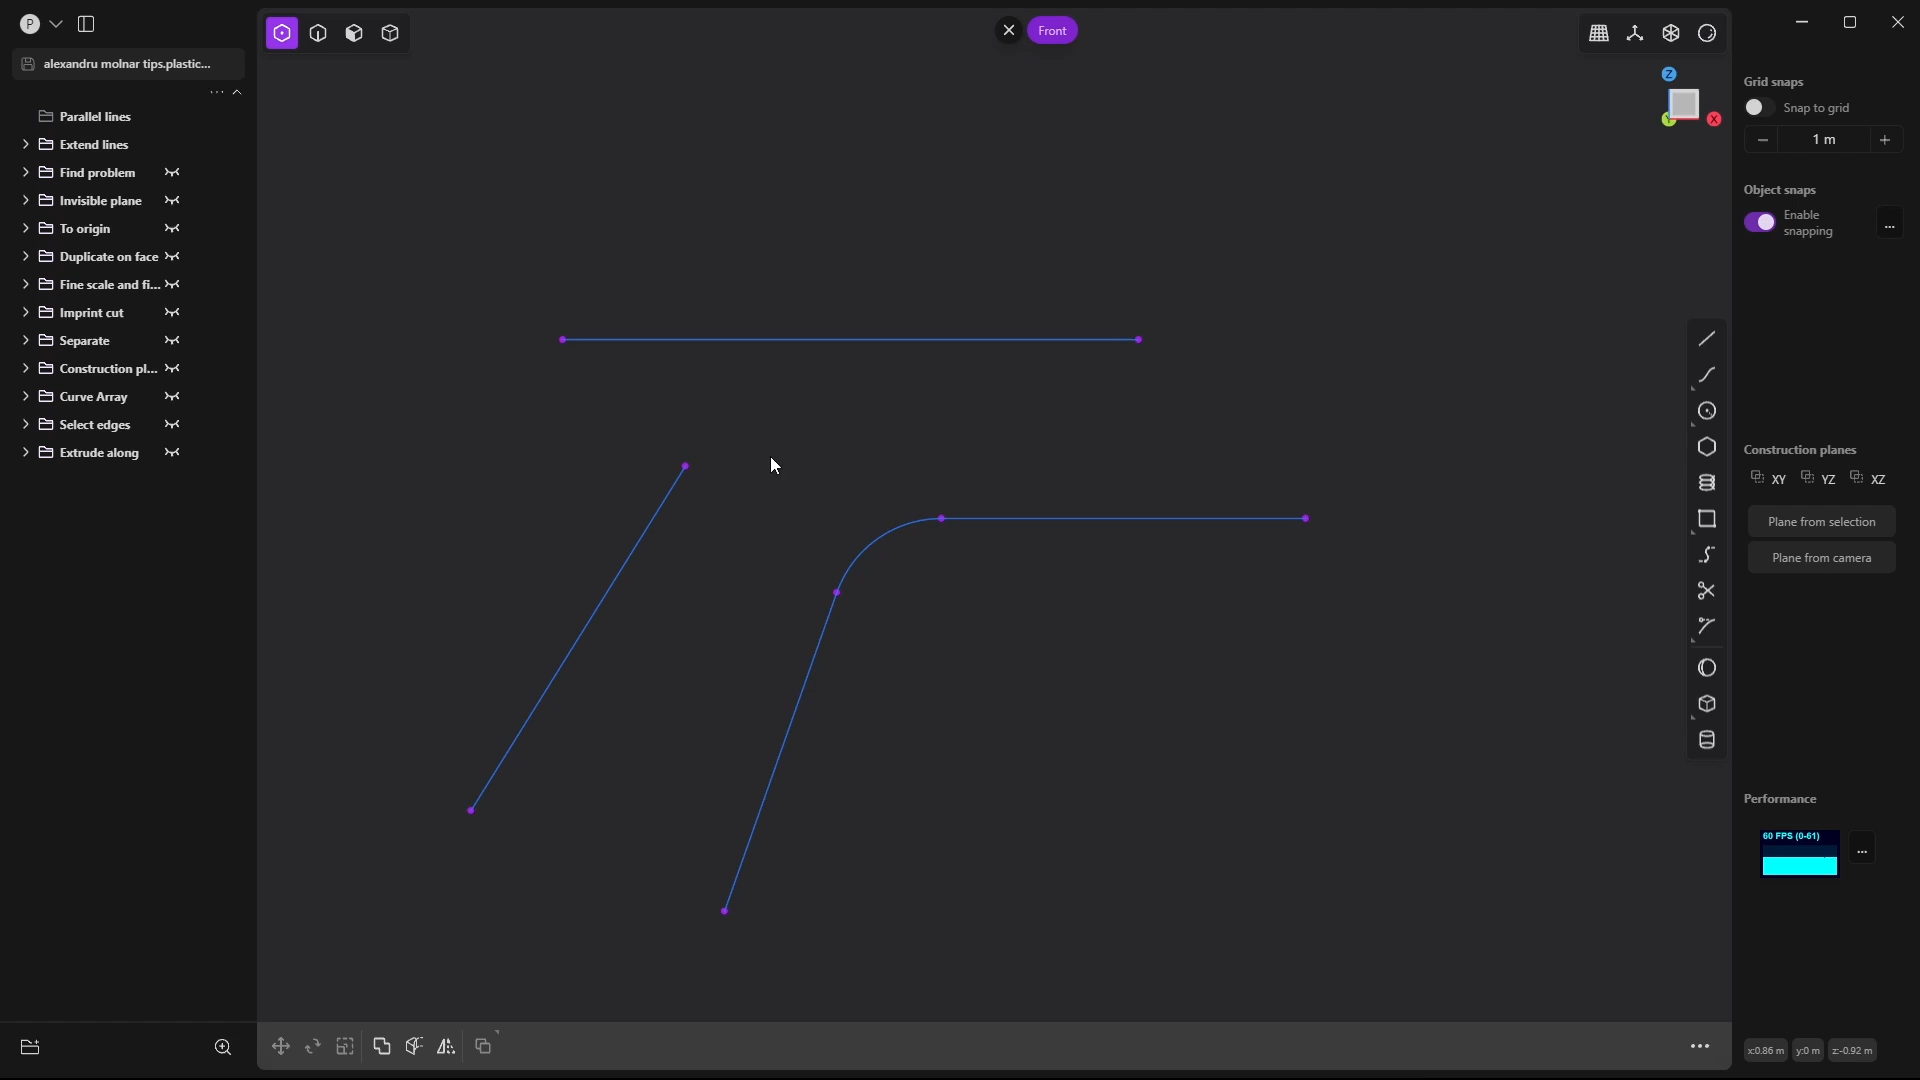 P
alexandru molnar tips.plastic...
Parallel lines
Extend lines
Find problem
Invisible plane
To origin
Duplicate on face
Fine scale and fi...
Imprint cut
Separate
Construction pl...
Curve Array
Select edges
Extrude along
Front
Z
Y
X
Grid snaps
Snap to grid
1 m
Object snaps
Enable
snapping
...
Construction planes
XY YZ XZ
Plane from selection
Plane from camera
Performance
60 FPS (0-61)
...
x:0.86 m y:0 m z:-0.92 m